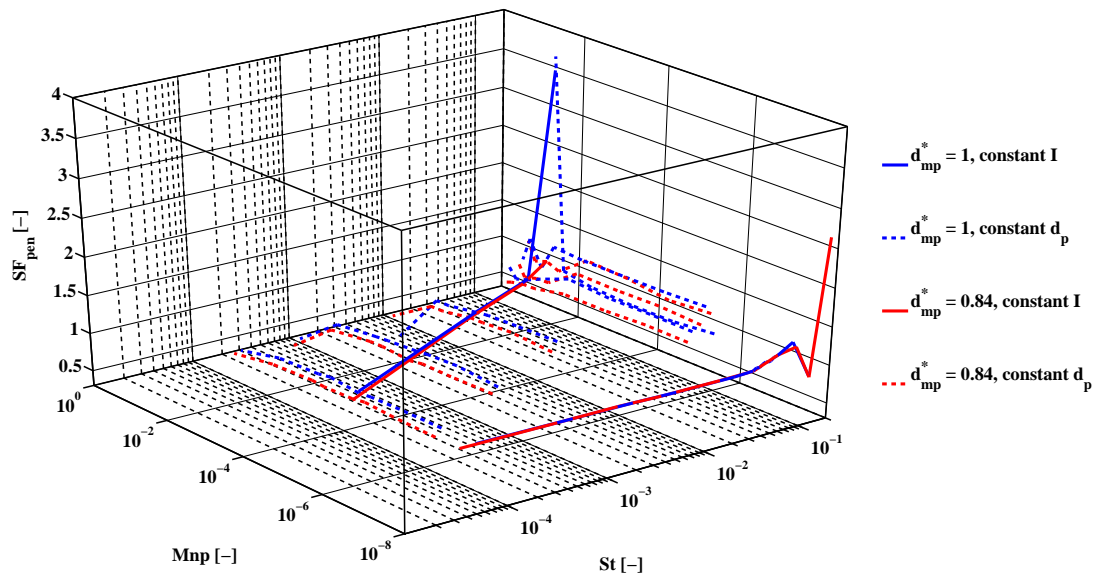 4
3.5
3
2.5
2
1.5
1
0.5
SF_pen [–]
10^0
10^−2
10^−4
10^−6
10^−8
Mnp [–]
10^−4
10^−3
10^−2
10^−1
St [–]
d*_mp = 1, constant I
d*_mp = 1, constant d_p
d*_mp = 0.84, constant I
d*_mp = 0.84, constant d_p